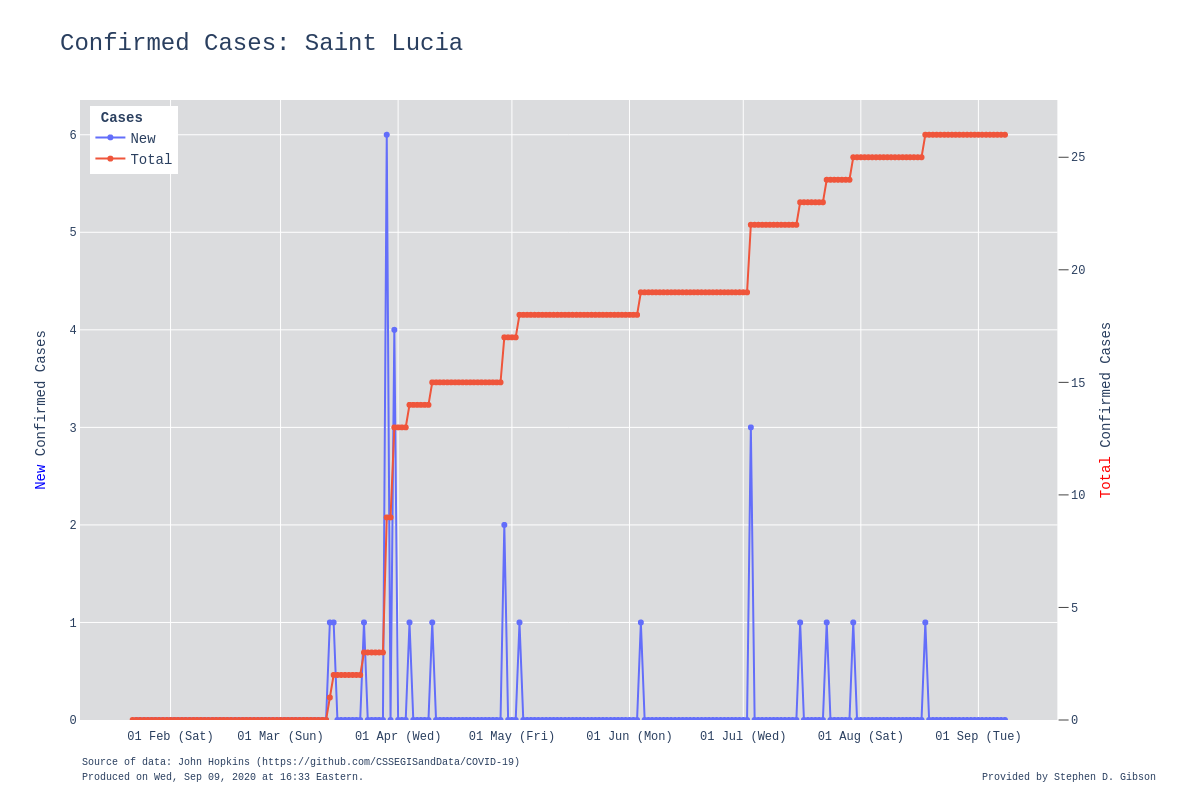 Confirmed Cases: Saint Lucia
Cases
New
Total
6
5
4
3
2
1
0
25
20
15
10
5
0
New Confirmed Cases
Total Confirmed Cases
01 Feb (Sat) 01 Mar (Sun) 01 Apr (Wed) 01 May (Fri) 01 Jun (Mon) 01 Jul (Wed) 01 Aug (Sat) 01 Sep (Tue)
Source of data: John Hopkins (https://github.com/CSSEGISandData/COVID-19)
Produced on Wed, Sep 09, 2020 at 16:33 Eastern.
Provided by Stephen D. Gibson